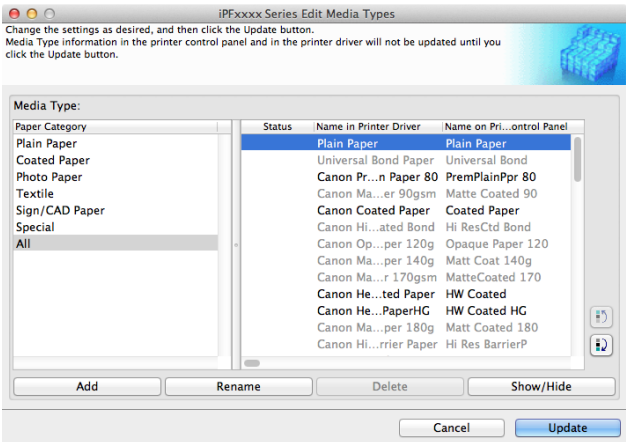 iPFxxxx Series Edit Media Types
Change the settings as desired, and then click the Update button.
Media Type information in the printer control panel and in the printer driver will not be updated until you
click the Update button.
Media Type:
Paper Category
Plain Paper
Coated Paper
Photo Paper
Textile
Sign/CAD Paper
Special
All
Status Name in Printer Driver Name on Pri...ontrol Panel
Plain Paper Plain Paper
Universal Bond Paper Universal Bond
Canon Pr...n Paper 80 PremPlainPpr 80
Canon Ma...er 90gsm Matte Coated 90
Canon Coated Paper Coated Paper
Canon Hi...ated Bond Hi ResCtd Bond
Canon Op...per 120g Opaque Paper 120
Canon Ma...per 140g Matt Coat 140g
Canon Ma...r 170gsm MatteCoated 170
Canon He...ted Paper HW Coated
Canon He...PaperHG HW Coated HG
Canon Ma...per 180g Matt Coated 180
Canon Hi...rrier Paper Hi Res BarrierP
Add Rename Delete Show/Hide
Cancel Update